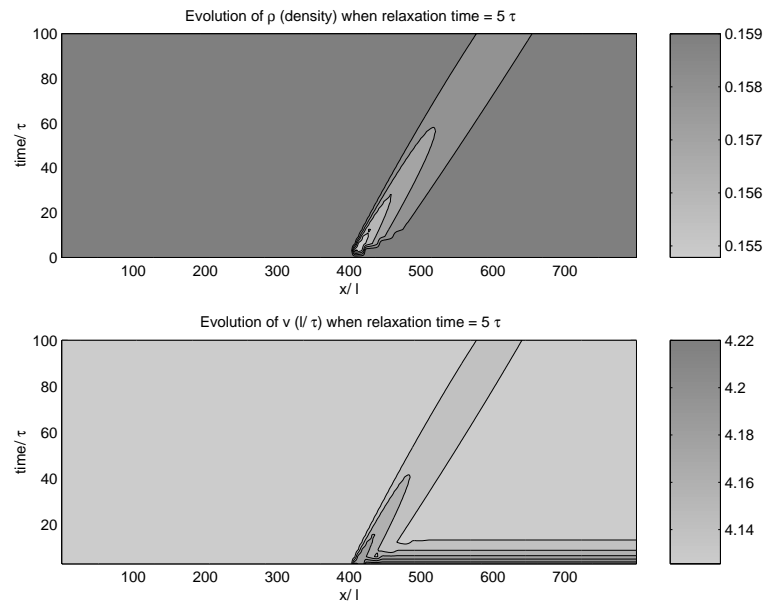 Evolution of ρ (density) when relaxation time = 5 τ
100
80
60
40
20
0
time/ τ
100 200 300 400 500 600 700
x/ l
0.159
0.158
0.157
0.156
0.155
Evolution of v (l/ τ) when relaxation time = 5 τ
100
80
60
40
20
time/ τ
100 200 300 400 500 600 700
x/ l
4.22
4.2
4.18
4.16
4.14